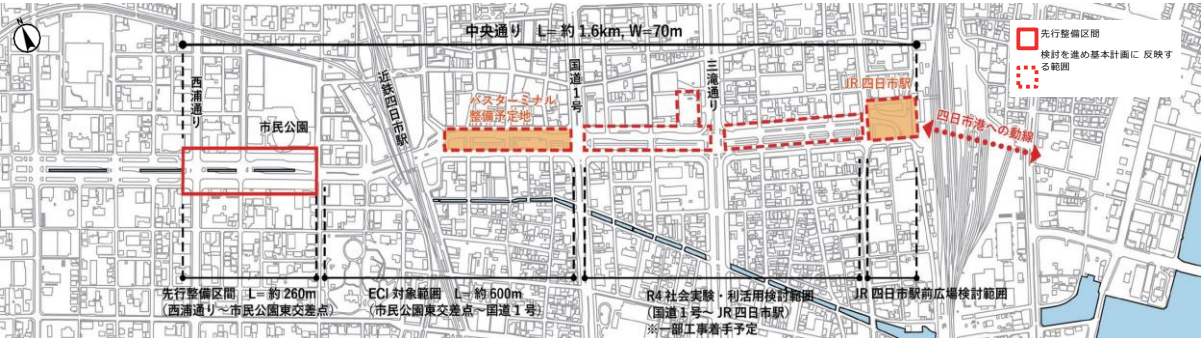 中央通り L= 約 1.6km, W=70m
先行整備区間
検討を進め基本計画に 反映す
る範囲
N
西浦通り
市民公園
近鉄四日市駅
バスターミナル
整備予定地
国道1号
三滝通り
JR 四日市駅
四日市港への動線
先行整備区間 L= 約 260m
(西浦通り~市民公園東交差点)
ECI 対象範囲 L= 約 600m
(市民公園東交差点~国道 1 号)
R4 社会実験・利活用検討範囲
(国道1号~ JR 四日市駅)
※一部工事着手予定
JR 四日市駅前広場検討範囲